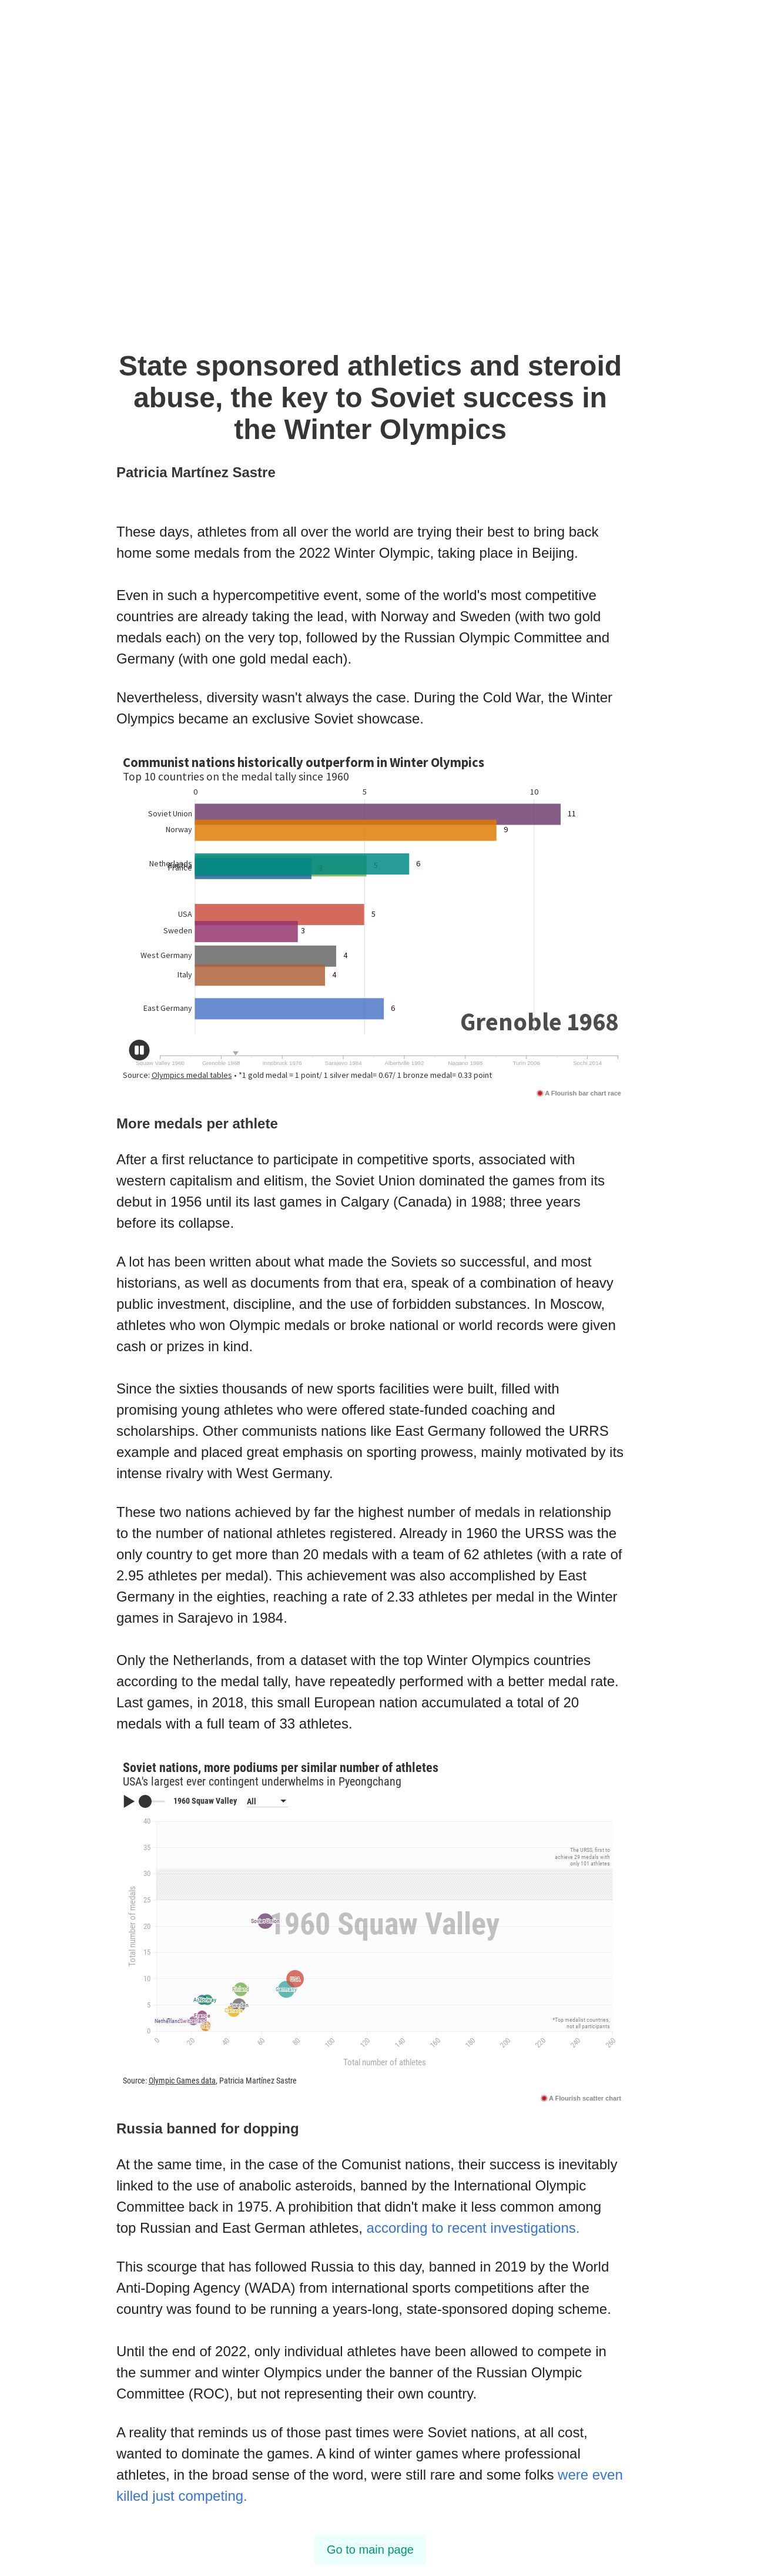 State sponsored athletics and steroid
abuse, the key to Soviet success in
the Winter Olympics
Patricia Martínez Sastre
These days, athletes from all over the world are trying their best to bring back
home some medals from the 2022 Winter Olympic, taking place in Beijing.
Even in such a hypercompetitive event, some of the world's most competitive
countries are already taking the lead, with Norway and Sweden (with two gold
medals each) on the very top, followed by the Russian Olympic Committee and
Germany (with one gold medal each).
Nevertheless, diversity wasn't always the case. During the Cold War, the Winter
Olympics became an exclusive Soviet showcase.
Communist nations historically outperform in Winter Olympics
Top 10 countries on the medal tally since 1960
0 5 10
Soviet Union 11
Norway 9
Netherlands 6
France
USA 5
Sweden 3
West Germany 4
Italy 4
East Germany 6
Grenoble 1968
Squaw Valley 1960 Grenoble 1968 Innsbruck 1976 Sarajevo 1984 Albertville 1992 Nagano 1998 Turin 2006 Sochi 2014
Source: Olympics medal tables • *1 gold medal = 1 point/ 1 silver medal= 0.67/ 1 bronze medal= 0.33 point
A Flourish bar chart race
More medals per athlete
After a first reluctance to participate in competitive sports, associated with
western capitalism and elitism, the Soviet Union dominated the games from its
debut in 1956 until its last games in Calgary (Canada) in 1988; three years
before its collapse.
A lot has been written about what made the Soviets so successful, and most
historians, as well as documents from that era, speak of a combination of heavy
public investment, discipline, and the use of forbidden substances. In Moscow,
athletes who won Olympic medals or broke national or world records were given
cash or prizes in kind.
Since the sixties thousands of new sports facilities were built, filled with
promising young athletes who were offered state-funded coaching and
scholarships. Other communists nations like East Germany followed the URRS
example and placed great emphasis on sporting prowess, mainly motivated by its
intense rivalry with West Germany.
These two nations achieved by far the highest number of medals in relationship
to the number of national athletes registered. Already in 1960 the URSS was the
only country to get more than 20 medals with a team of 62 athletes (with a rate of
2.95 athletes per medal). This achievement was also accomplished by East
Germany in the eighties, reaching a rate of 2.33 athletes per medal in the Winter
games in Sarajevo in 1984.
Only the Netherlands, from a dataset with the top Winter Olympics countries
according to the medal tally, have repeatedly performed with a better medal rate.
Last games, in 2018, this small European nation accumulated a total of 20
medals with a full team of 33 athletes.
Soviet nations, more podiums per similar number of athletes
USA's largest ever contingent underwhelms in Pyeongchang
1960 Squaw Valley All
40
35
The URSS, first to
achieve 29 medals with
only 101 athletes
30
25
1960 Squaw Valley
Total number of medals
20
15
10
5
*Top medalist countries,
not all participants
0
0 20 40 60 80 100 120 140 160 180 200 220 240 260
Total number of athletes
Source: Olympic Games data, Patricia Martínez Sastre
A Flourish scatter chart
Russia banned for dopping
At the same time, in the case of the Comunist nations, their success is inevitably
linked to the use of anabolic asteroids, banned by the International Olympic
Committee back in 1975. A prohibition that didn't make it less common among
top Russian and East German athletes, according to recent investigations.
This scourge that has followed Russia to this day, banned in 2019 by the World
Anti-Doping Agency (WADA) from international sports competitions after the
country was found to be running a years-long, state-sponsored doping scheme.
Until the end of 2022, only individual athletes have been allowed to compete in
the summer and winter Olympics under the banner of the Russian Olympic
Committee (ROC), but not representing their own country.
A reality that reminds us of those past times were Soviet nations, at all cost,
wanted to dominate the games. A kind of winter games where professional
athletes, in the broad sense of the word, were still rare and some folks were even
killed just competing.
Go to main page